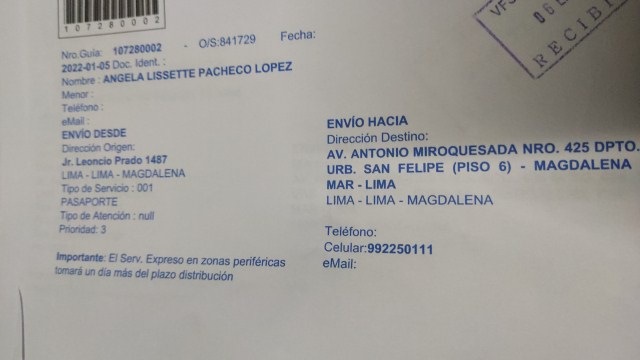 107280002
Nro.Guía: 107280002 - O/S:841729 Fecha:
2022-01-05 Doc. Ident. :
Nombre : ANGELA LISSETTE PACHECO LOPEZ
Menor :
Teléfono :
eMail :
ENVÍO DESDE
Dirección Origen:
Jr. Leoncio Prado 1487
LIMA - LIMA - MAGDALENA
Tipo de Servicio : 001
PASAPORTE
Tipo de Atención : null
Prioridad: 3
Importante: El Serv. Expreso en zonas periféricas
tomará un día más del plazo distribución
ENVÍO HACIA
Dirección Destino:
AV. ANTONIO MIROQUESADA NRO. 425 DPTO.
URB. SAN FELIPE (PISO 6) - MAGDALENA
MAR - LIMA
LIMA - LIMA - MAGDALENA
Teléfono:
Celular:992250111
eMail:
VFS
06 E
RECIBI